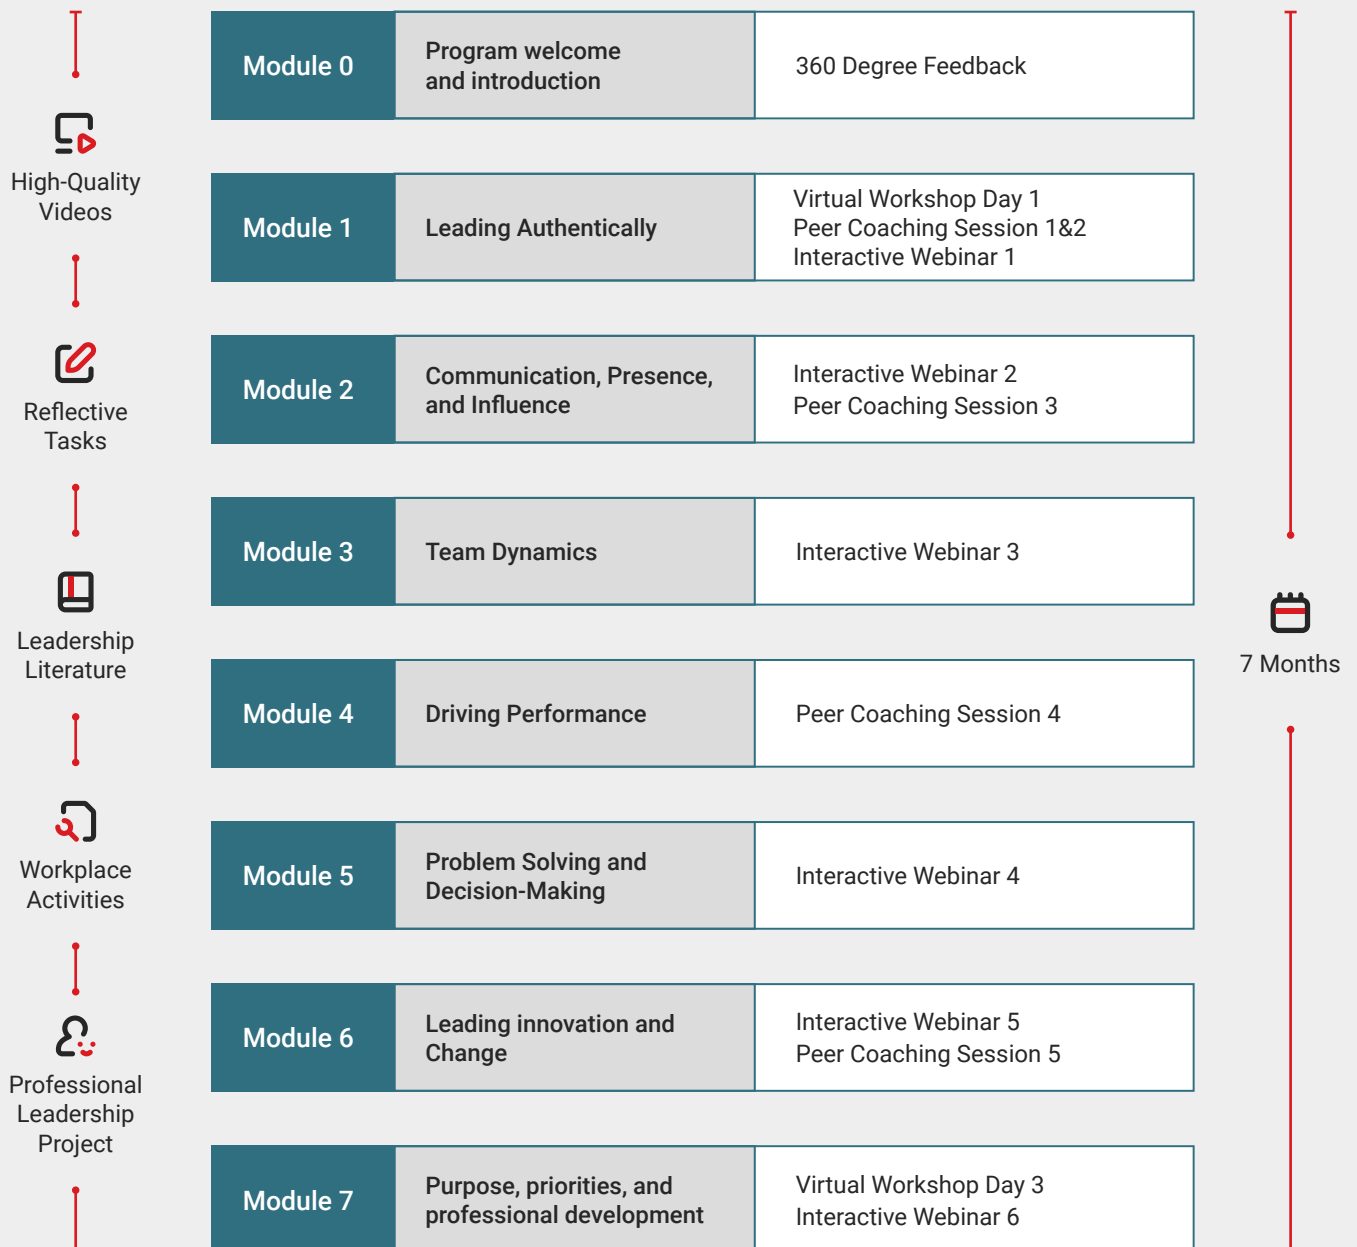 High-Quality
Videos
Reflective
Tasks
Leadership
Literature
Workplace
Activities
Professional
Leadership
Project
Module 0
Program welcome
and introduction
360 Degree Feedback
Module 1
Leading Authentically
Virtual Workshop Day 1
Peer Coaching Session 1&2
Interactive Webinar 1
Module 2
Communication, Presence,
and Influence
Interactive Webinar 2
Peer Coaching Session 3
Module 3
Team Dynamics
Interactive Webinar 3
Module 4
Driving Performance
Peer Coaching Session 4
Module 5
Problem Solving and
Decision-Making
Interactive Webinar 4
Module 6
Leading innovation and
Change
Interactive Webinar 5
Peer Coaching Session 5
Module 7
Purpose, priorities, and
professional development
Virtual Workshop Day 3
Interactive Webinar 6
7 Months